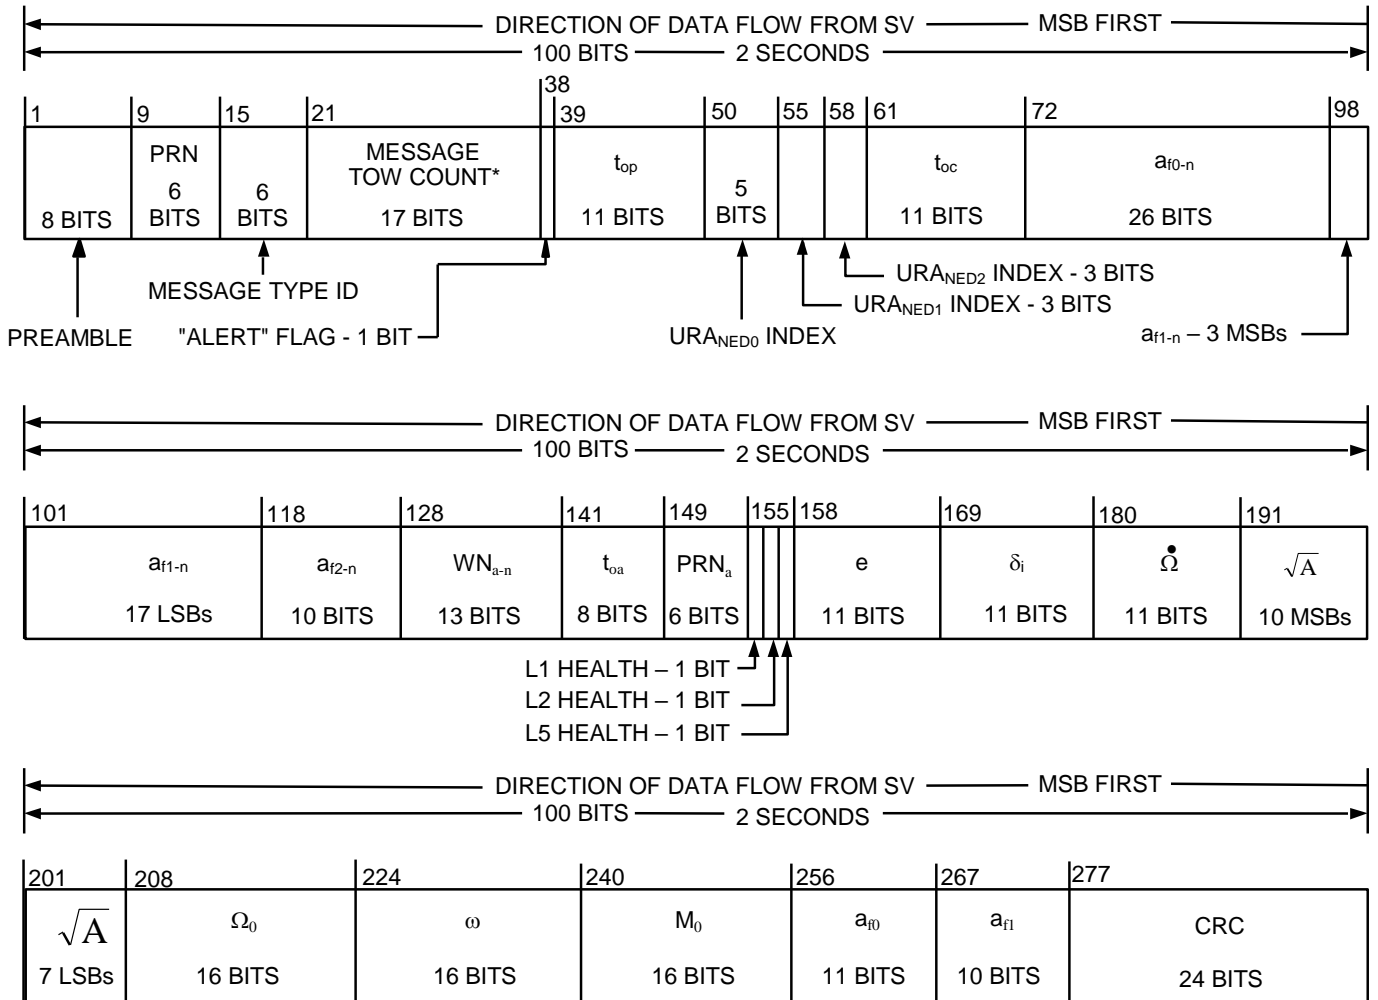 DIRECTION OF DATA FLOW FROM SV MSB FIRST
100 BITS 2 SECONDS
1 9 15 21 38 39 50 55 58 61 72 98
8 BITS
PRN
6
BITS
6
BITS
MESSAGE
TOW COUNT*
17 BITS
top
11 BITS
5
BITS
toc
11 BITS
af0-n
26 BITS
PREAMBLE
MESSAGE TYPE ID
"ALERT" FLAG - 1 BIT
URANED0 INDEX
URANED2 INDEX - 3 BITS
URANED1 INDEX - 3 BITS
af1-n – 3 MSBs
DIRECTION OF DATA FLOW FROM SV MSB FIRST
100 BITS 2 SECONDS
101 118 128 141 149 155 158 169 180 191
af1-n
17 LSBs
af2-n
10 BITS
WNa-n
13 BITS
toa
8 BITS
PRNa
6 BITS
e
11 BITS
δi
11 BITS
Ω̇
11 BITS
√A
10 MSBs
L1 HEALTH – 1 BIT
L2 HEALTH – 1 BIT
L5 HEALTH – 1 BIT
DIRECTION OF DATA FLOW FROM SV MSB FIRST
100 BITS 2 SECONDS
201 208 224 240 256 267 277
√A
7 LSBs
Ω0
16 BITS
ω
16 BITS
M0
16 BITS
af0
11 BITS
af1
10 BITS
CRC
24 BITS